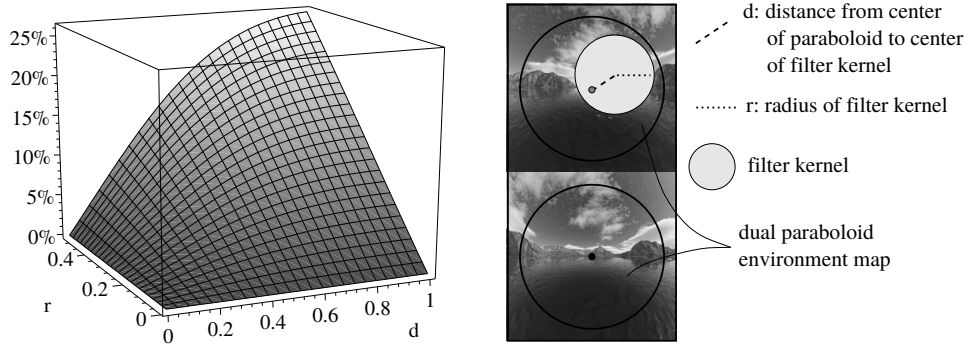 25%
20%
15%
10%
5%
0%
0.4
0.2
0
r
0
0.2
0.4
0.6
0.8
1
d
d: distance from center
of paraboloid to center
of filter kernel
r: radius of filter kernel
filter kernel
dual paraboloid
environment map